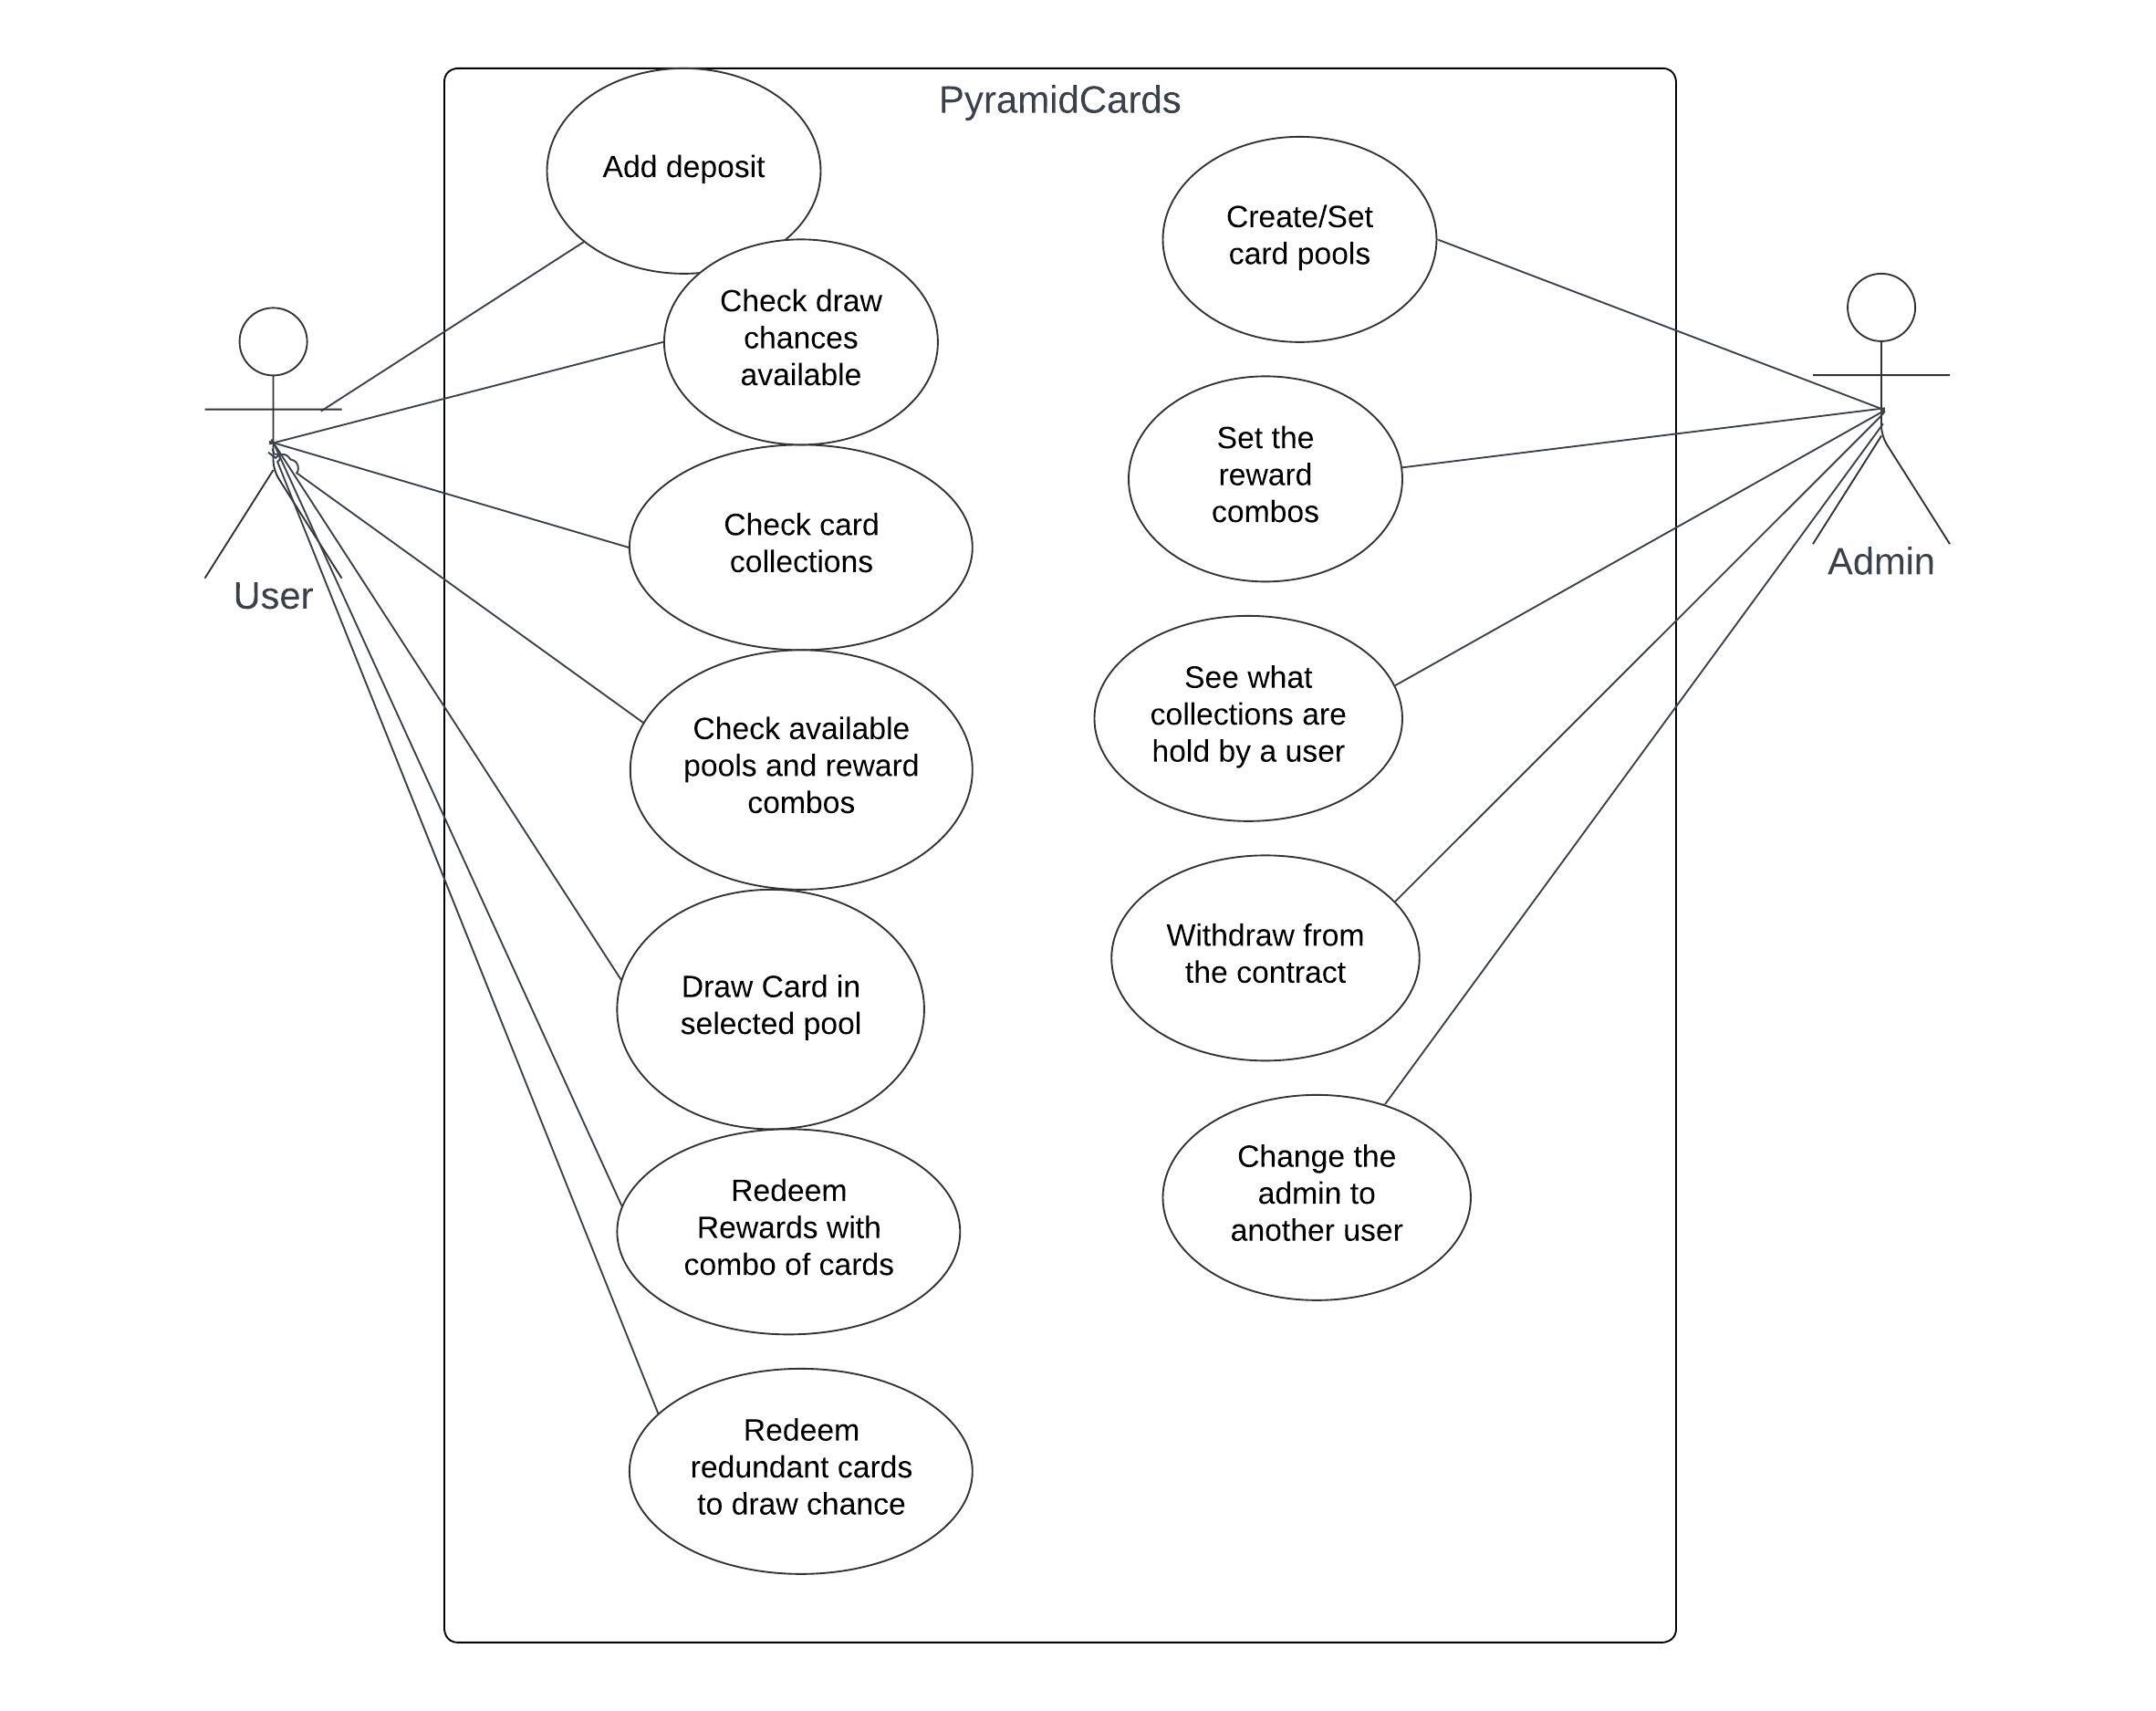 PyramidCards
Add deposit
Check draw
chances
available
Check card
collections
Check available
pools and reward
combos
Draw Card in
selected pool
Redeem
Rewards with
combo of cards
Redeem
redundant cards
to draw chance
Create/Set
card pools
Set the
reward
combos
See what
collections are
hold by a user
Withdraw from
the contract
Change the
admin to
another user
User
Admin